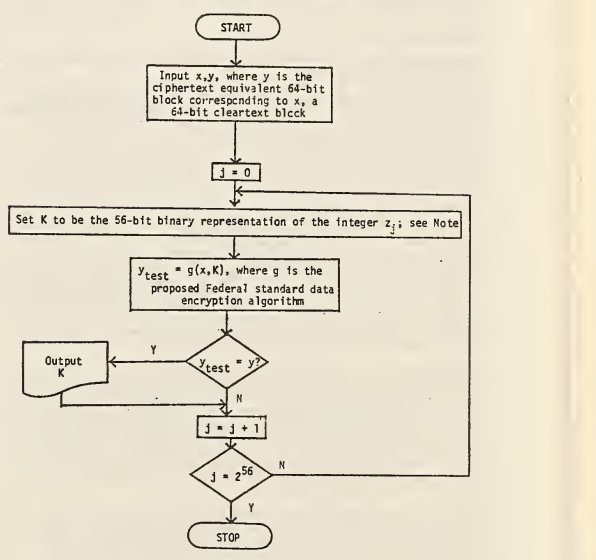 START
Input x,y, where y is the
ciphertext equivalent 64-bit
block corresponding to x, a
64-bit cleartext block
j = 0
Set K to be the 56-bit binary representation of the integer z_j; see Note
y_test = g(x,K), where g is the
proposed Federal standard data
encryption algorithm
Output
K
Y
y_test = y?
N
j = j + 1
j = 2^56
N
Y
STOP